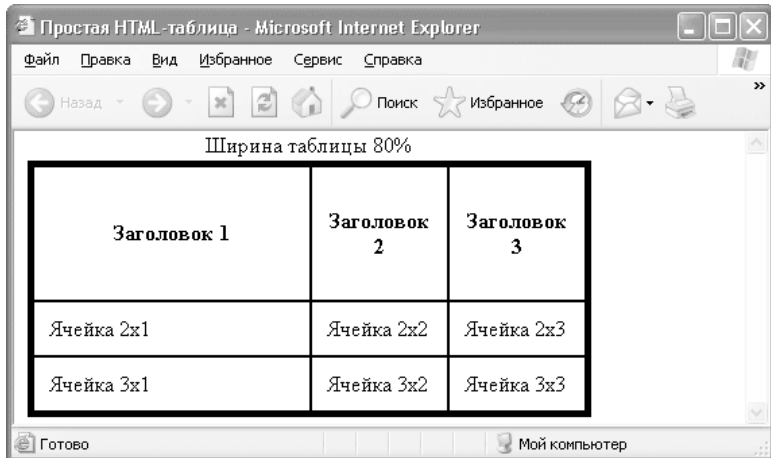 Простая HTML-таблица - Microsoft Internet Explorer
Файл Правка Вид Избранное Сервис Справка
Назад Поиск Избранное »
Ширина таблицы 80%
Заголовок 1
Заголовок
2
Заголовок
3
Ячейка 2x1 Ячейка 2x2 Ячейка 2x3
Ячейка 3x1 Ячейка 3x2 Ячейка 3x3
Готово Мой компьютер